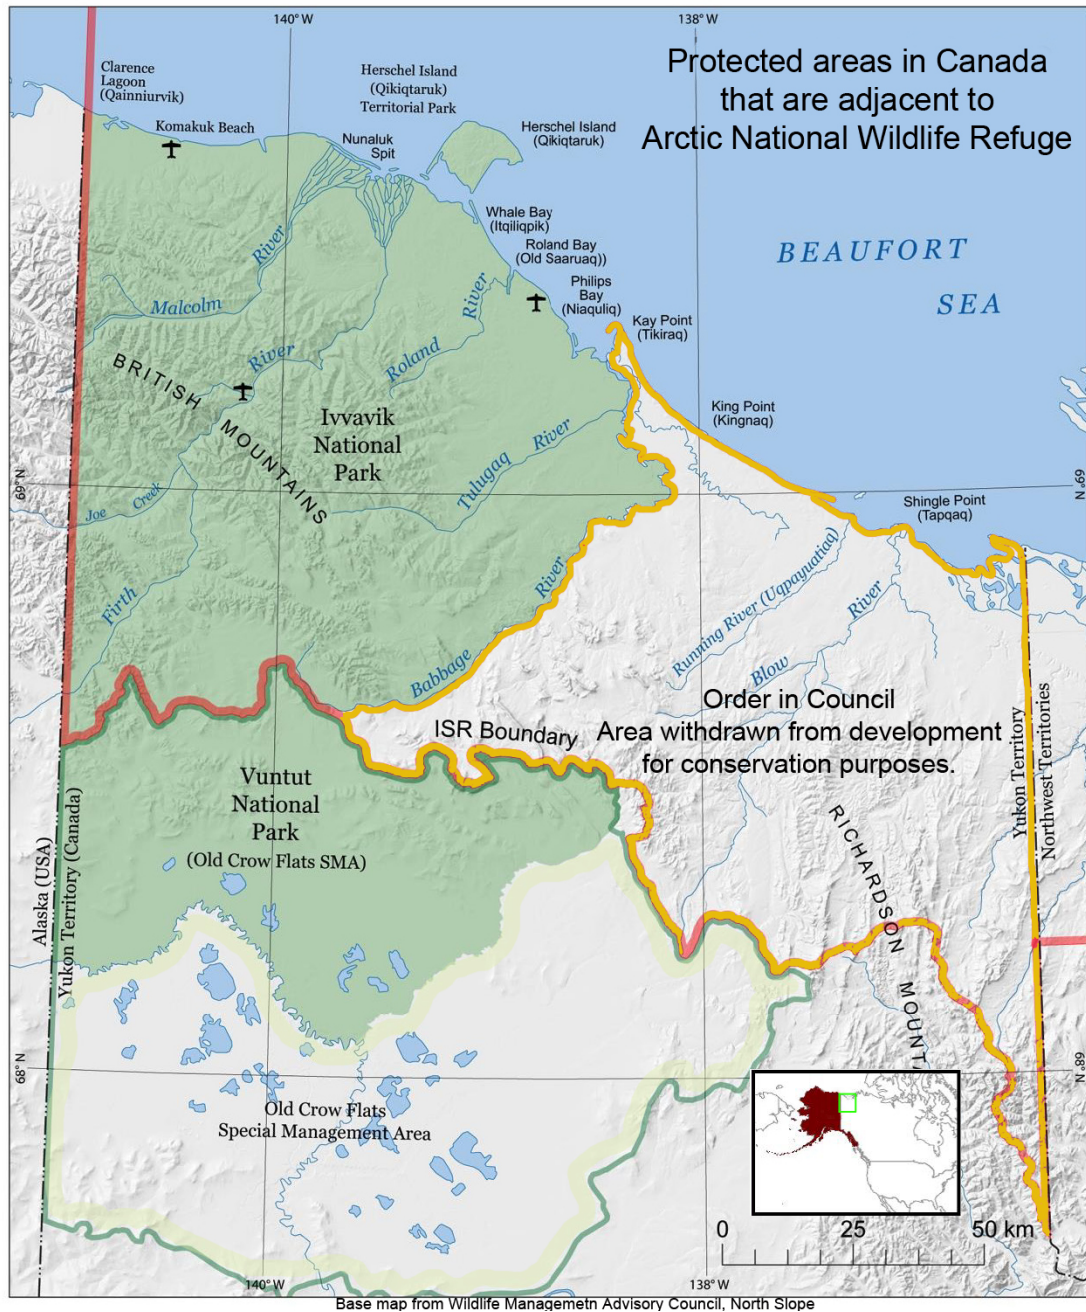 140° W
138° W
Protected areas in Canada
that are adjacent to
Arctic National Wildlife Refuge
Clarence
Lagoon
(Qainniurvik)
Komakuk Beach
Herschel Island
(Qikiqtaruk)
Territorial Park
Nunaluk
Spit
Herschel Island
(Qikiqtaruk)
Whale Bay
(Itqiliqpik)
Roland Bay
(Old Saaruaq))
Philips
Bay
(Niaquliq)
Kay Point
(Tikiraq)
BEAUFORT
SEA
Malcolm
River
River
Roland
River
BRITISH
MOUNTAINS
Ivvavik
National
Park
King Point
(Kingnaq)
Tulugaq
River
69° N
69° N
Joe
Creek
Shingle Point
(Tapqaq)
Firth
Babbage
River
Running River (Uqpayuatiaq)
Blow
River
Order in Council
Area withdrawn from development
for conservation purposes.
ISR Boundary
Yukon Territory
Northwest Territories
Vuntut
National
Park
(Old Crow Flats SMA)
Alaska (USA)
Yukon Territory (Canada)
RICHARDSON
MOUNT
68° N
68° N
Old Crow Flats
Special Management Area
0
25
50 km
140° W
138° W
Base map from Wildlife Managemetn Advisory Council, North Slope